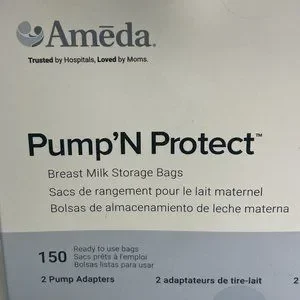 Amēda.
Trusted by Hospitals, Loved by Moms.
Pump'N Protect™
Breast Milk Storage Bags
Sacs de rangement pour le lait maternel
Bolsas de almacenamiento de leche materna
150
Ready to use bags
Sacs prêts à l'emploi
Bolsas listas para usar
2 Pump Adapters
2 adaptateurs de tire-lait
2